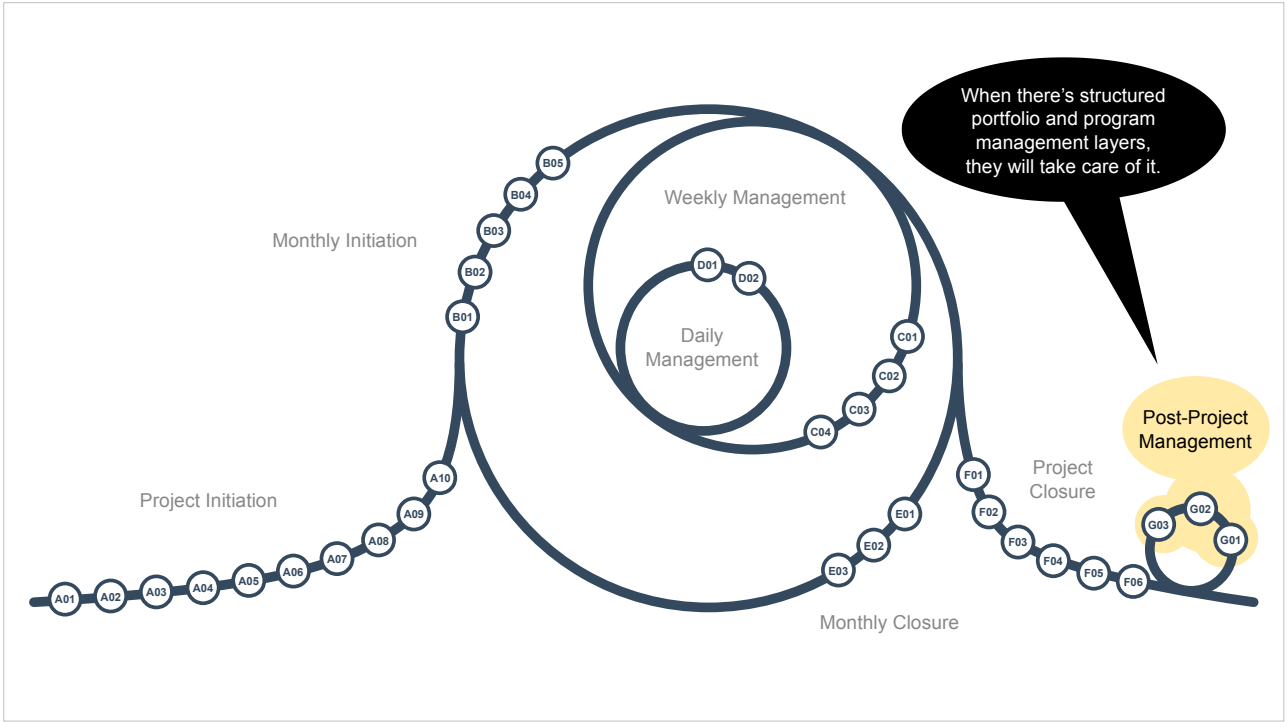 When there’s structured
portfolio and program
management layers,
they will take care of it.
Monthly Initiation
Weekly Management
Daily
Management
Project Initiation
Monthly Closure
Project
Closure
Post-Project
Management
A01
A02
A03
A04
A05
A06
A07
A08
A09
A10
B01
B02
B03
B04
B05
D01
D02
C01
C02
C03
C04
E01
E02
E03
F01
F02
F03
F04
F05
F06
G03
G02
G01